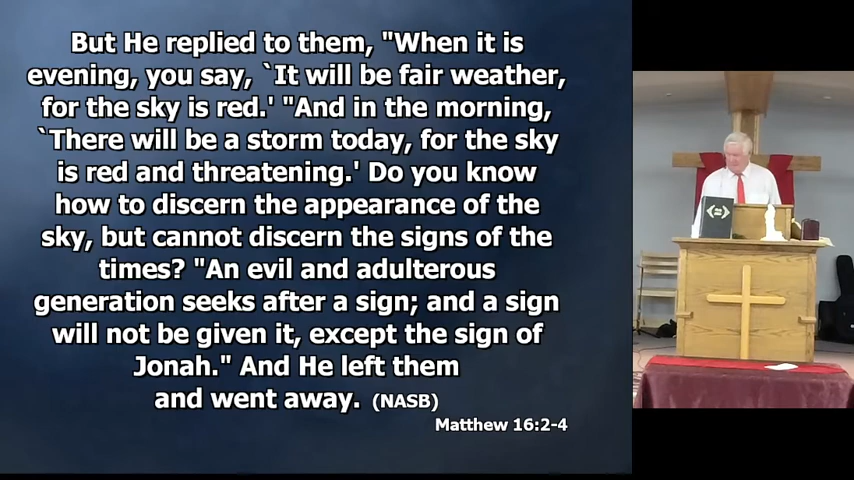 But He replied to them, "When it is
evening, you say, `It will be fair weather,
for the sky is red.' "And in the morning,
`There will be a storm today, for the sky
is red and threatening.' Do you know
how to discern the appearance of the
sky, but cannot discern the signs of the
times? "An evil and adulterous
generation seeks after a sign; and a sign
will not be given it, except the sign of
Jonah." And He left them
and went away. (NASB)
Matthew 16:2-4